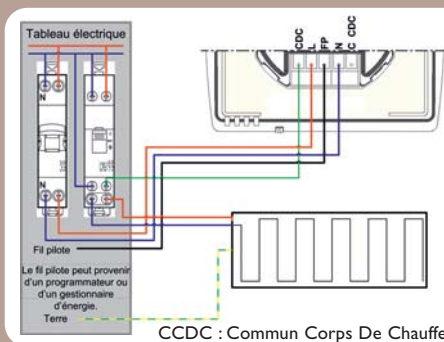 Tableau électrique
CDC
L
FP
N
C CDC
N
N
Fil pilote
Le fil pilote peut provenir
d'un programmateur ou
d'un gestionnaire
d'énergie.
Terre
CCDC : Commun Corps De Chauffe